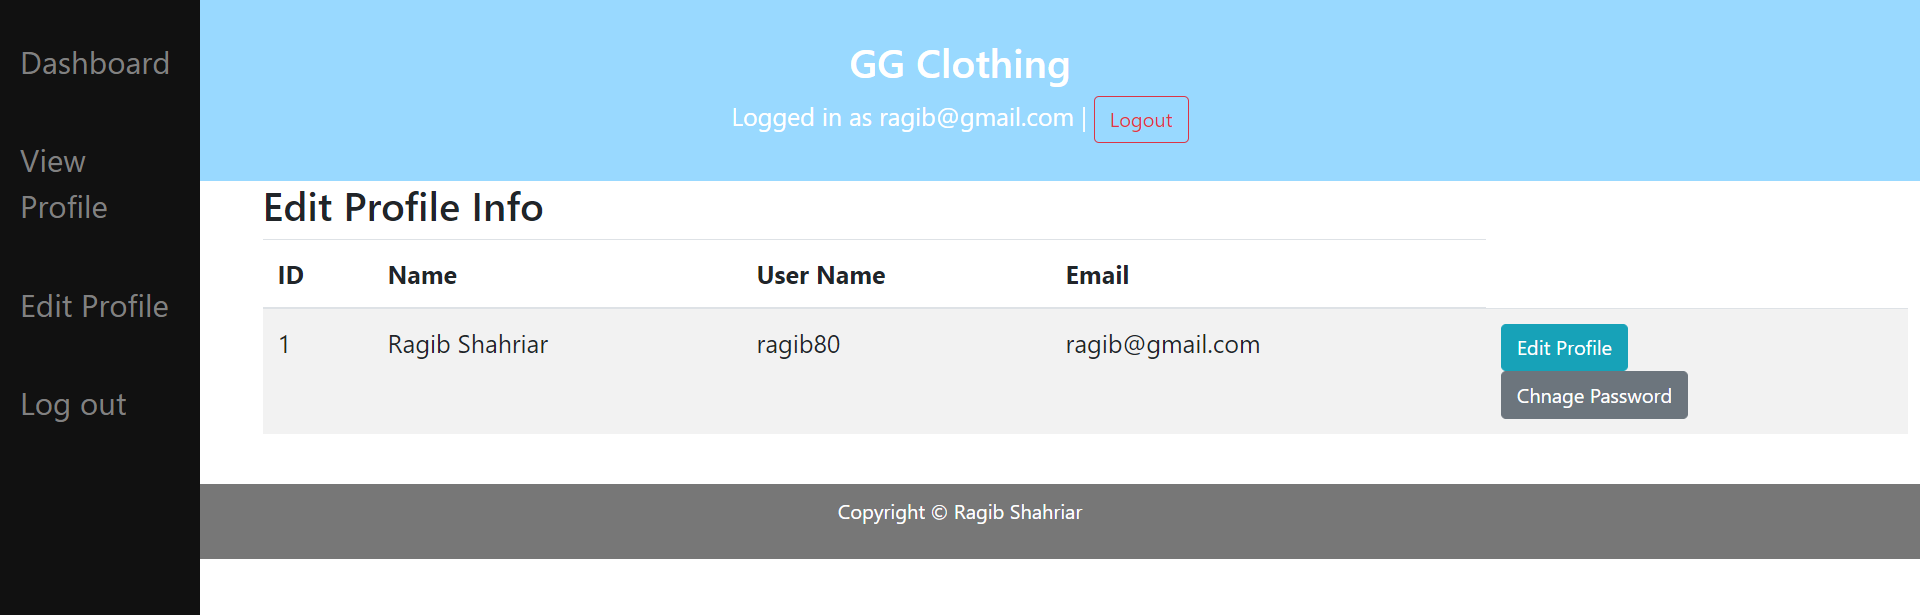 Dashboard
View
Profile
Edit Profile
Log out
GG Clothing
Logged in as ragib@gmail.com | Logout
Edit Profile Info
ID Name User Name Email
1 Ragib Shahriar ragib80 ragib@gmail.com Edit Profile
Chnage Password
Copyright © Ragib Shahriar